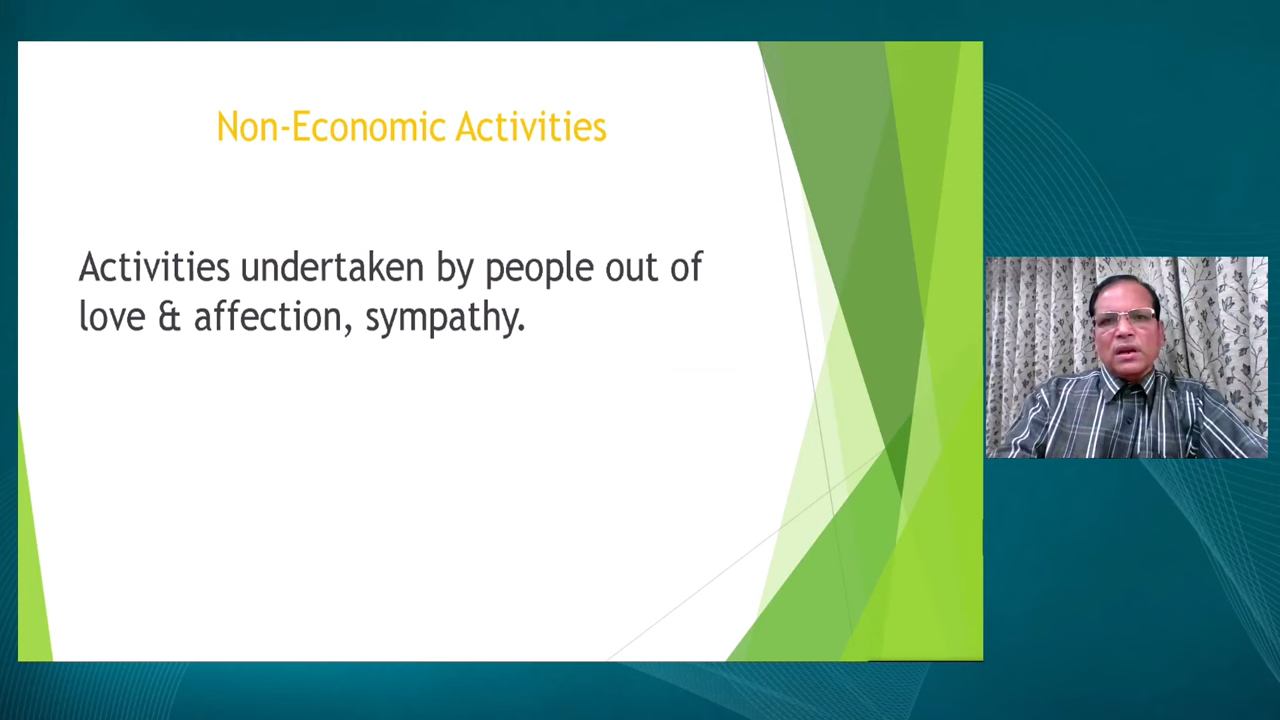 Non-Economic Activities
Activities undertaken by people out of
love & affection, sympathy.